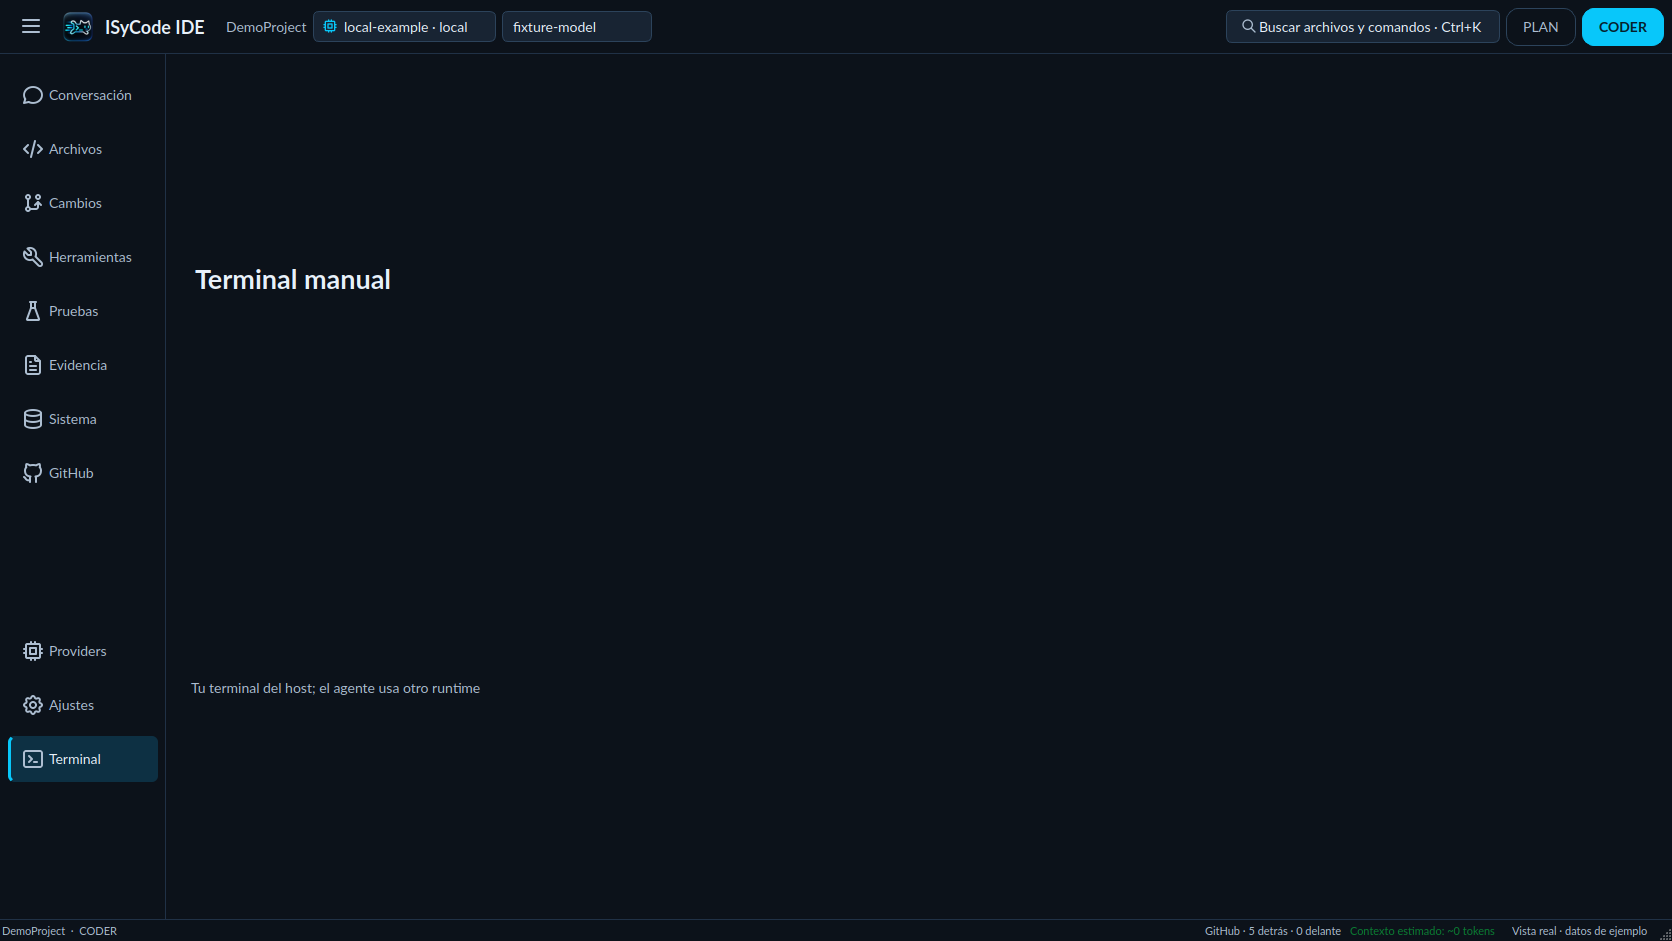 ISyCode IDE
DemoProject
local-example · local
fixture-model
Buscar archivos y comandos · Ctrl+K
PLAN
CODER
Conversación
Archivos
Cambios
Herramientas
Pruebas
Evidencia
Sistema
GitHub
Providers
Ajustes
Terminal
Terminal manual
Tu terminal del host; el agente usa otro runtime
DemoProject · CODER
GitHub · 5 detrás · 0 delante
Contexto estimado: ~0 tokens
Vista real · datos de ejemplo